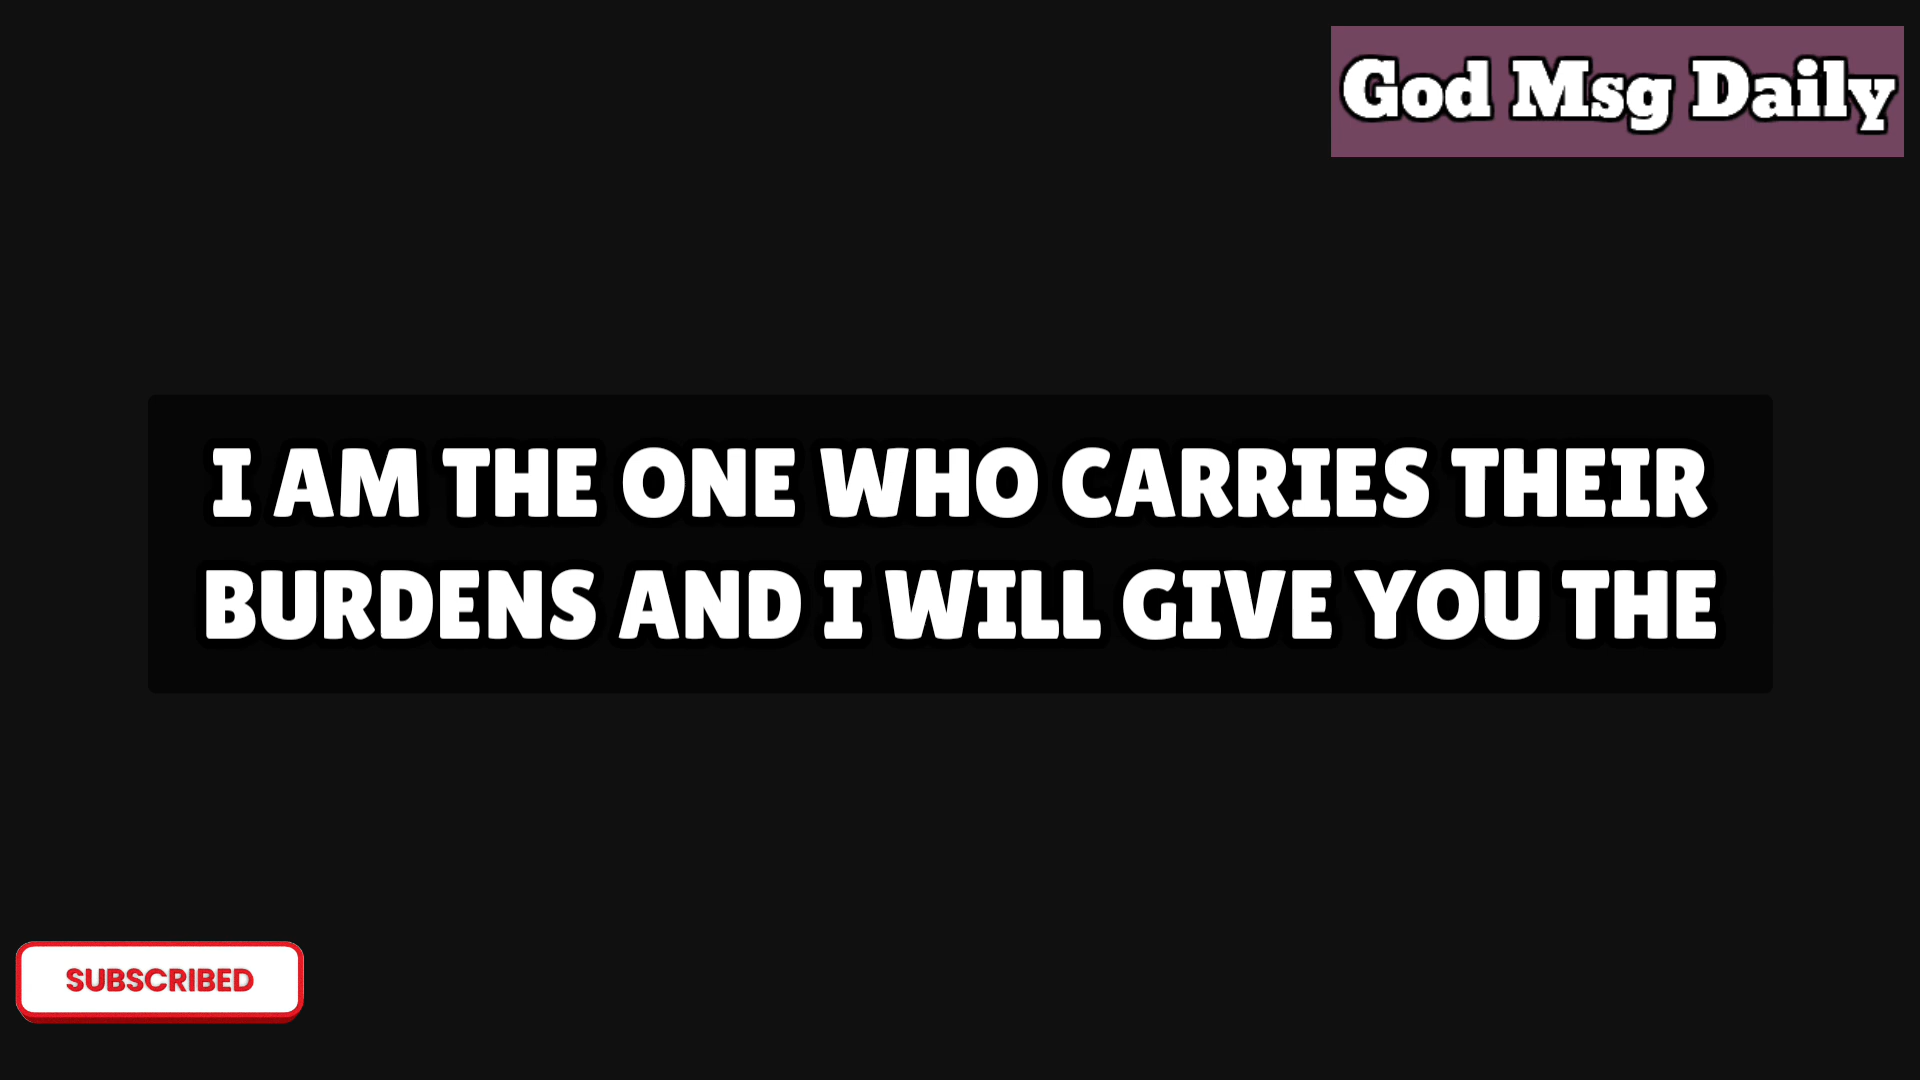 God Msg Daily
I AM THE ONE WHO CARRIES THEIR
BURDENS AND I WILL GIVE YOU THE
SUBSCRIBED